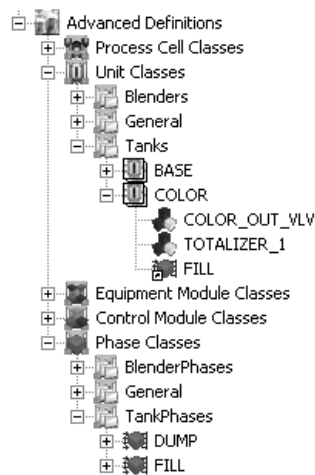 Advanced Definitions
Process Cell Classes
Unit Classes
Blenders
General
Tanks
BASE
COLOR
COLOR_OUT_VLV
TOTALIZER_1
FILL
Equipment Module Classes
Control Module Classes
Phase Classes
BlenderPhases
General
TankPhases
DUMP
FILL